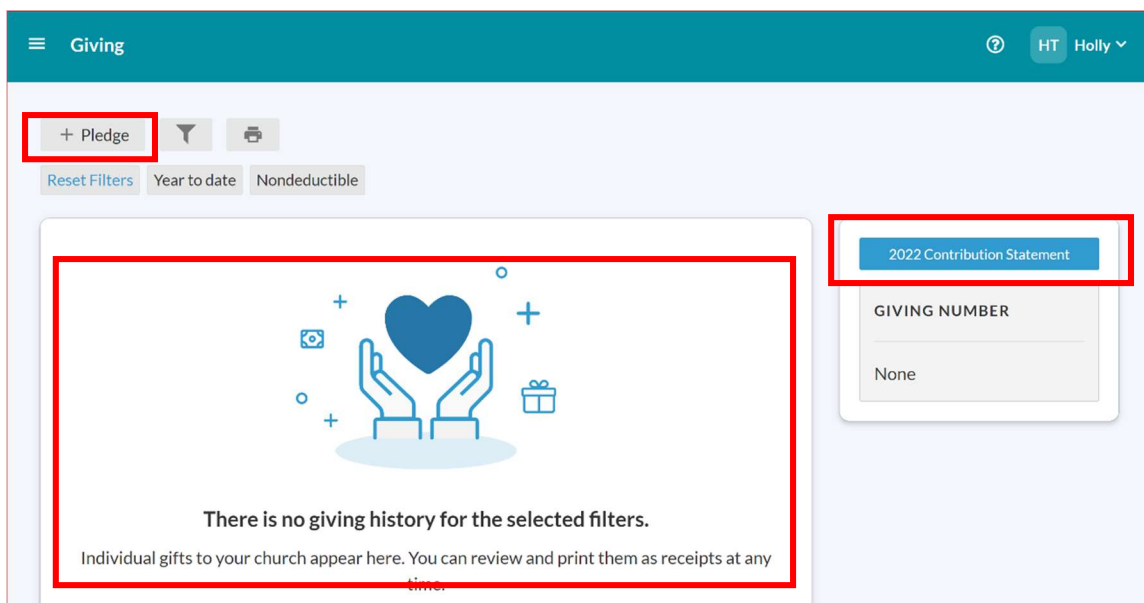 Giving
HT Holly
+ Pledge
Reset Filters Year to date Nondeductible
2022 Contribution Statement
GIVING NUMBER
None
There is no giving history for the selected filters.
Individual gifts to your church appear here. You can review and print them as receipts at any
time.